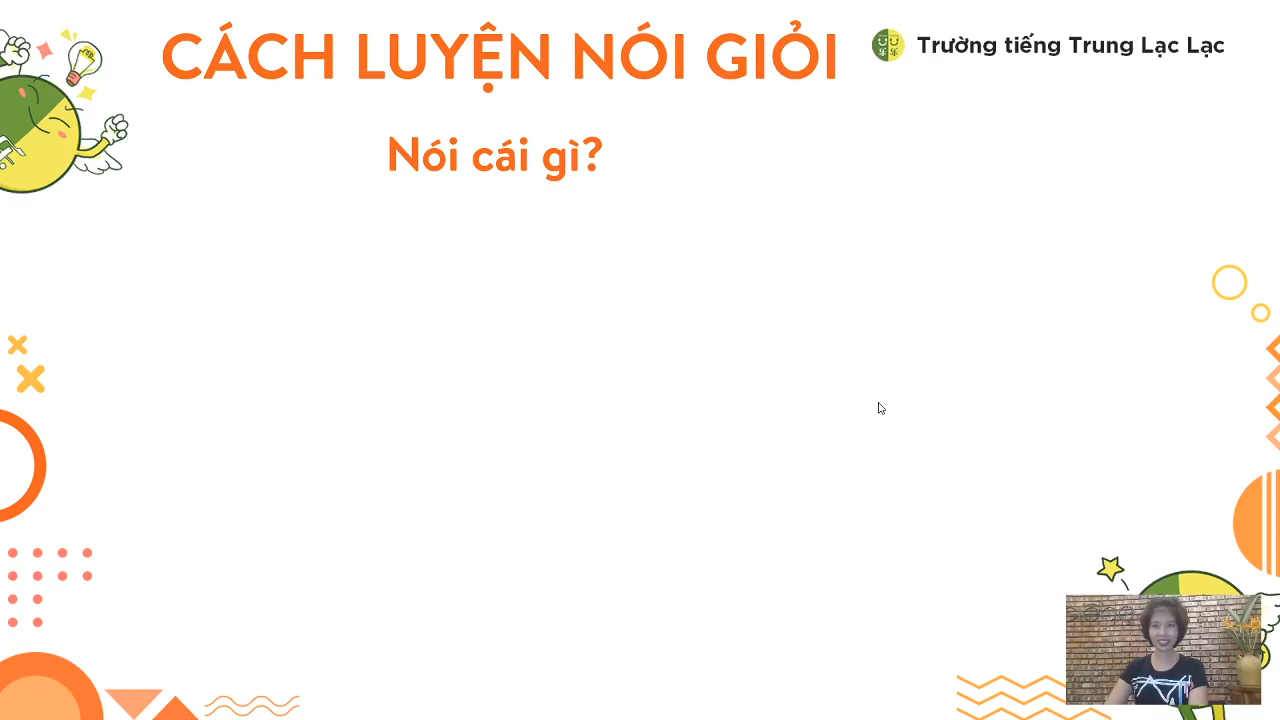 CÁCH LUYỆN NÓI GIỎI
Trường tiếng Trung Lạc Lạc
Nói cái gì?